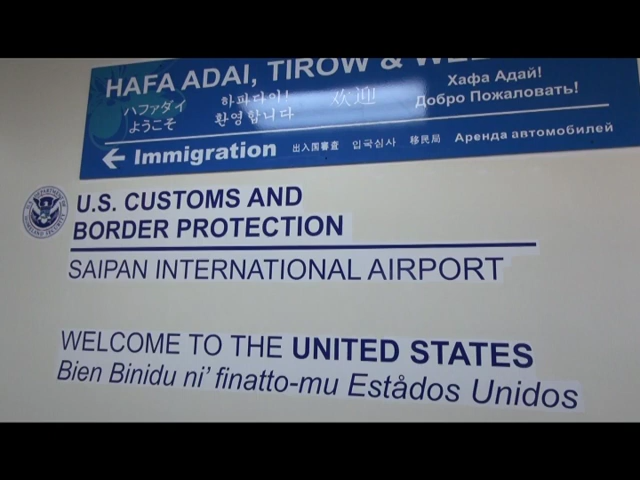 HAFA ADAI, TIROW &
ハファダイ
ようこそ
하파다이!
환영합니다
欢迎
Хафа Адай!
Добро Пожаловать!
Immigration 出入国審査 입국심사 移民局 Аренда автомобилей
U.S. CUSTOMS AND
BORDER PROTECTION
SAIPAN INTERNATIONAL AIRPORT
WELCOME TO THE UNITED STATES
Bien Binidu ni' finatto-mu Estådos Unidos